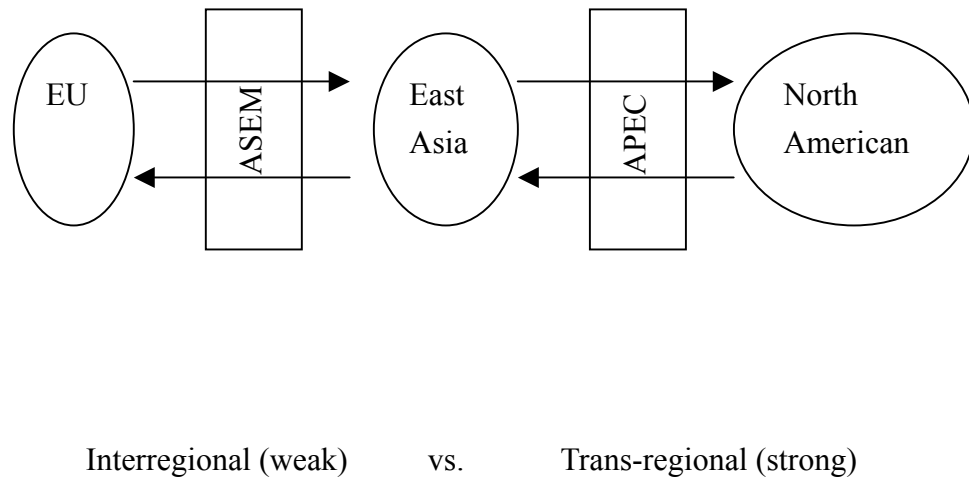 EU
ASEM
East
Asia
APEC
North
American
Interregional (weak) vs. Trans-regional (strong)